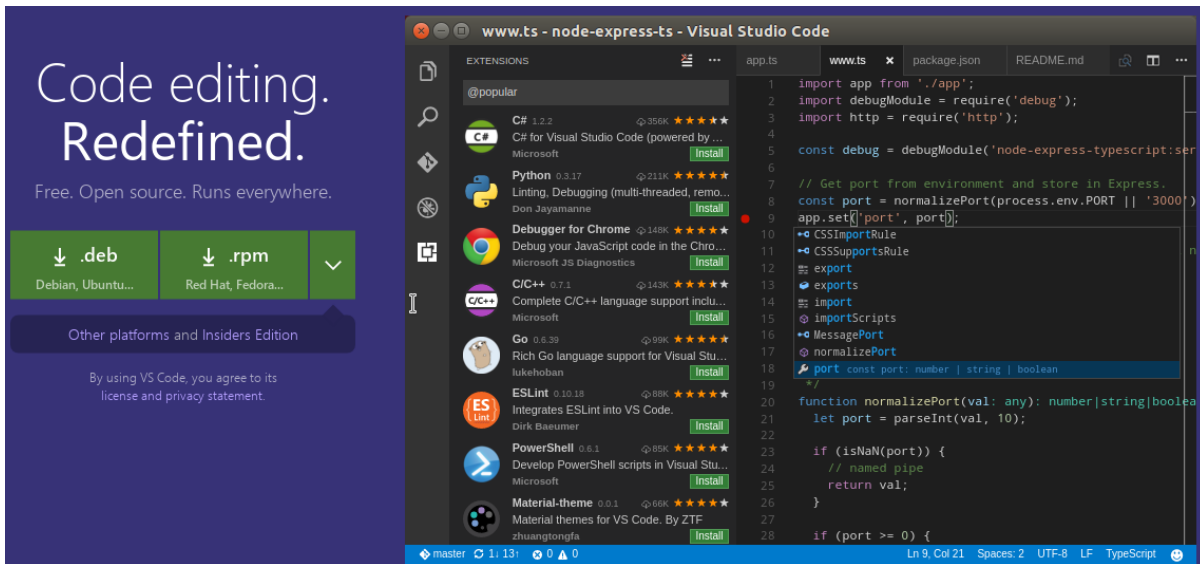 Code editing.
Redefined.
Free. Open source. Runs everywhere.
.deb
Debian, Ubuntu...
.rpm
Red Hat, Fedora...
Other platforms and Insiders Edition
By using VS Code, you agree to its
license and privacy statement.
www.ts - node-express-ts - Visual Studio Code
EXTENSIONS
@popular
C# 1.2.2 356K
C#
C# for Visual Studio Code (powered by ...
Microsoft Install
Python 0.3.17 211K
Linting, Debugging (multi-threaded, remo...
Don Jayamanne Install
Debugger for Chrome 148K
Debug your JavaScript code in the Chro...
Microsoft JS Diagnostics Install
C/C++ 0.7.1 143K
C/C++
Complete C/C++ language support inclu...
Microsoft Install
Go 0.6.39 99K
Rich Go language support for Visual Stu...
lukehoban Install
ESLint 0.10.18 88K
ES
Lint
Integrates ESLint into VS Code.
Dirk Baeumer Install
PowerShell 0.6.1 85K
Develop PowerShell scripts in Visual Stu...
Microsoft Install
Material-theme 0.0.1 66K
Material themes for VS Code. By ZTF
zhuangtongfa Install
app.ts www.ts package.json README.md
1 import app from './app';
2 import debugModule = require('debug');
3 import http = require('http');
4
5 const debug = debugModule('node-express-typescript:ser
6
7 // Get port from environment and store in Express.
8 const port = normalizePort(process.env.PORT || '3000')
9 app.set('port', port);
10 CSSImportRule
11 CSSSupportsRule
12 export
13 exports
14 import
15 importScripts
16 MessagePort
17 normalizePort
18 port const port: number | string | boolean
19 */
20 function normalizePort(val: any): number|string|boolea
21 let port = parseInt(val, 10);
22
23 if (isNaN(port)) {
24 // named pipe
25 return val;
26 }
27
28 if (port >= 0) {
master 1↓ 13↑ 0 0 Ln 9, Col 21 Spaces: 2 UTF-8 LF TypeScript